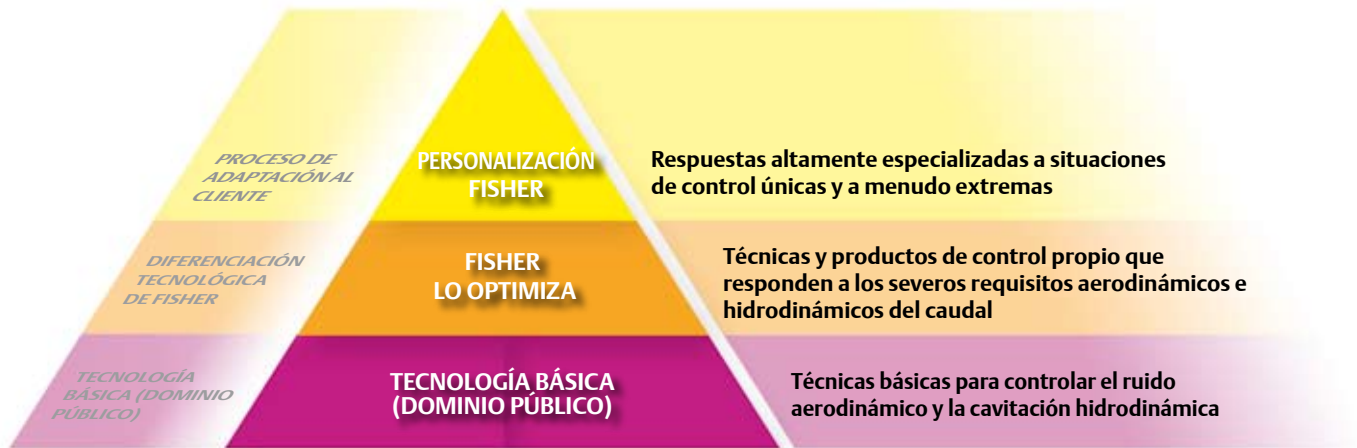 PROCESO DE
ADAPTACIÓN AL
CLIENTE
PERSONALIZACIÓN
FISHER
Respuestas altamente especializadas a situaciones
de control únicas y a menudo extremas
DIFERENCIACIÓN
TECNOLÓGICA
DE FISHER
FISHER
LO OPTIMIZA
Técnicas y productos de control propio que
responden a los severos requisitos aerodinámicos e
hidrodinámicos del caudal
TECNOLOGÍA
BÁSICA (DOMINIO
PÚBLICO)
TECNOLOGÍA BÁSICA
(DOMINIO PÚBLICO)
Técnicas básicas para controlar el ruido
aerodinámico y la cavitación hidrodinámica